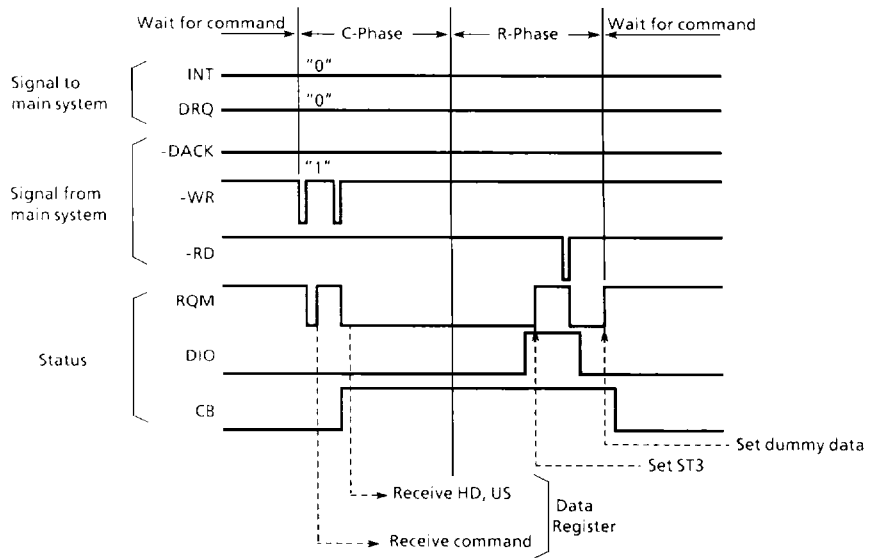 Wait for command
C-Phase
R-Phase
Wait for command
Signal to
main system
INT
"0"
DRQ
"0"
Signal from
main system
-DACK
"1"
-WR
-RD
Status
RQM
DIO
CB
Set dummy data
Set ST3
Receive HD, US
Receive command
Data
Register